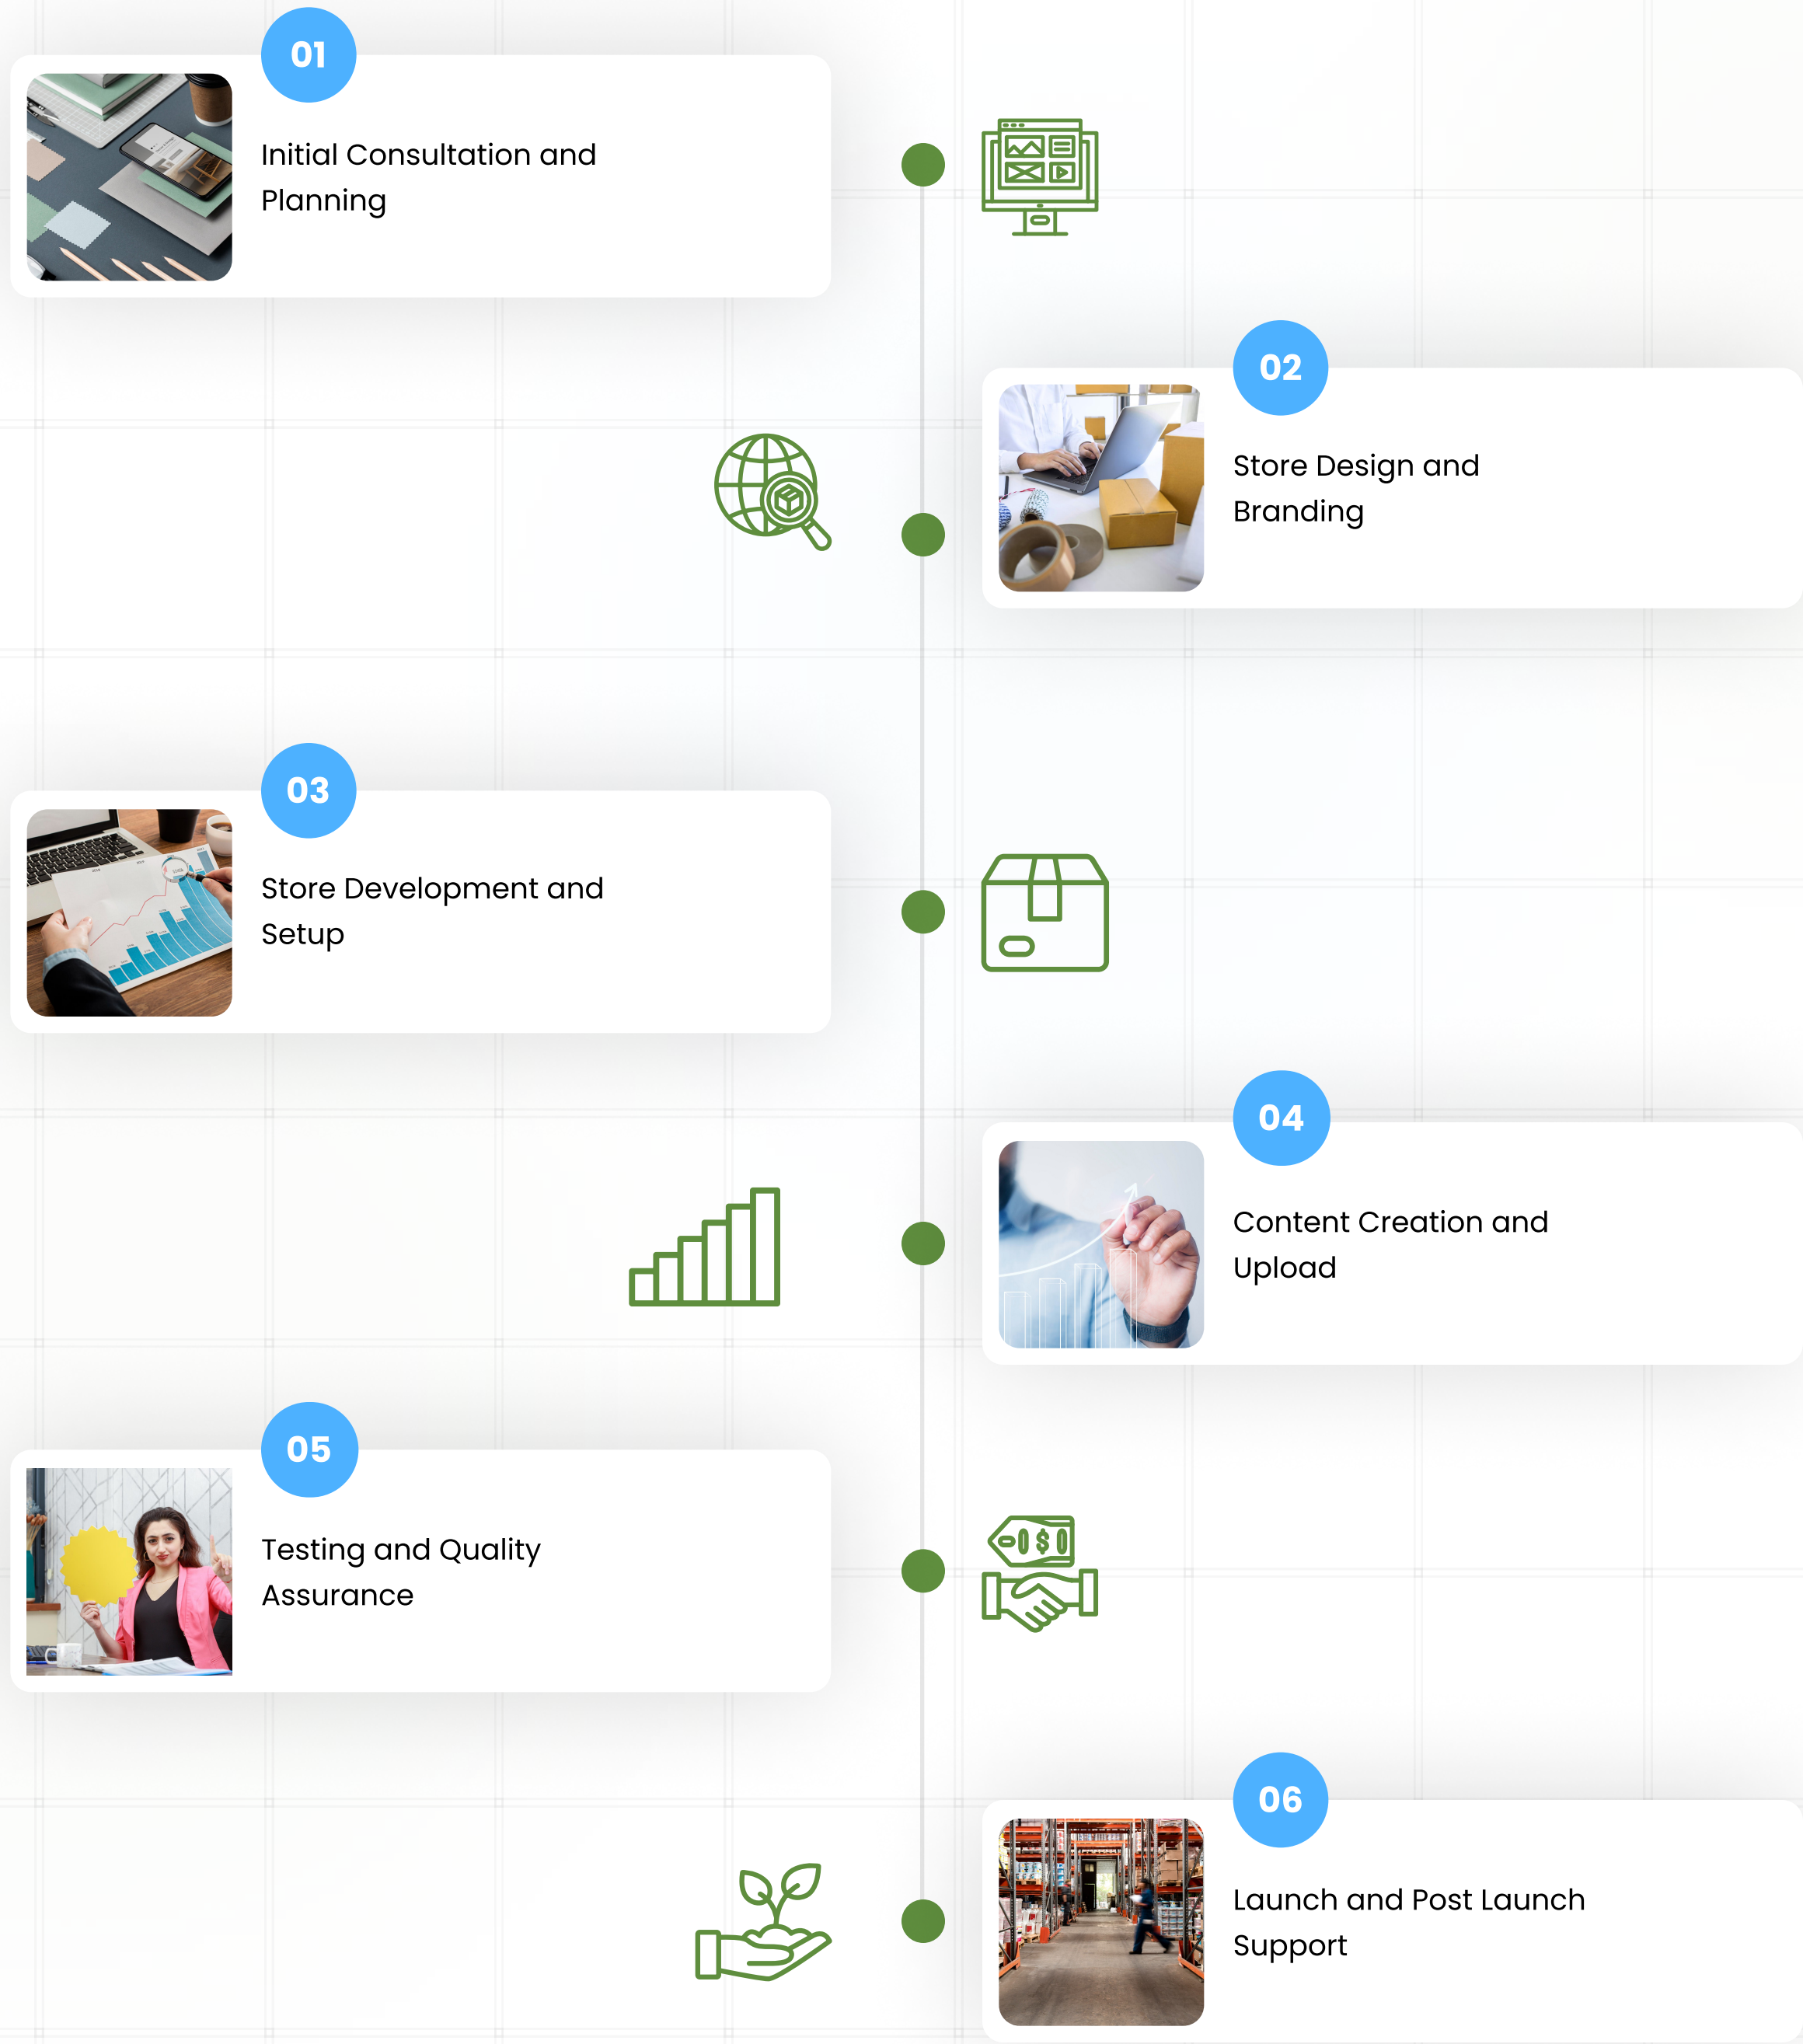 01
Initial Consultation and
Planning
02
Store Design and
Branding
03
Store Development and
Setup
04
Content Creation and
Upload
05
Testing and Quality
Assurance
$
06
Launch and Post Launch
Support